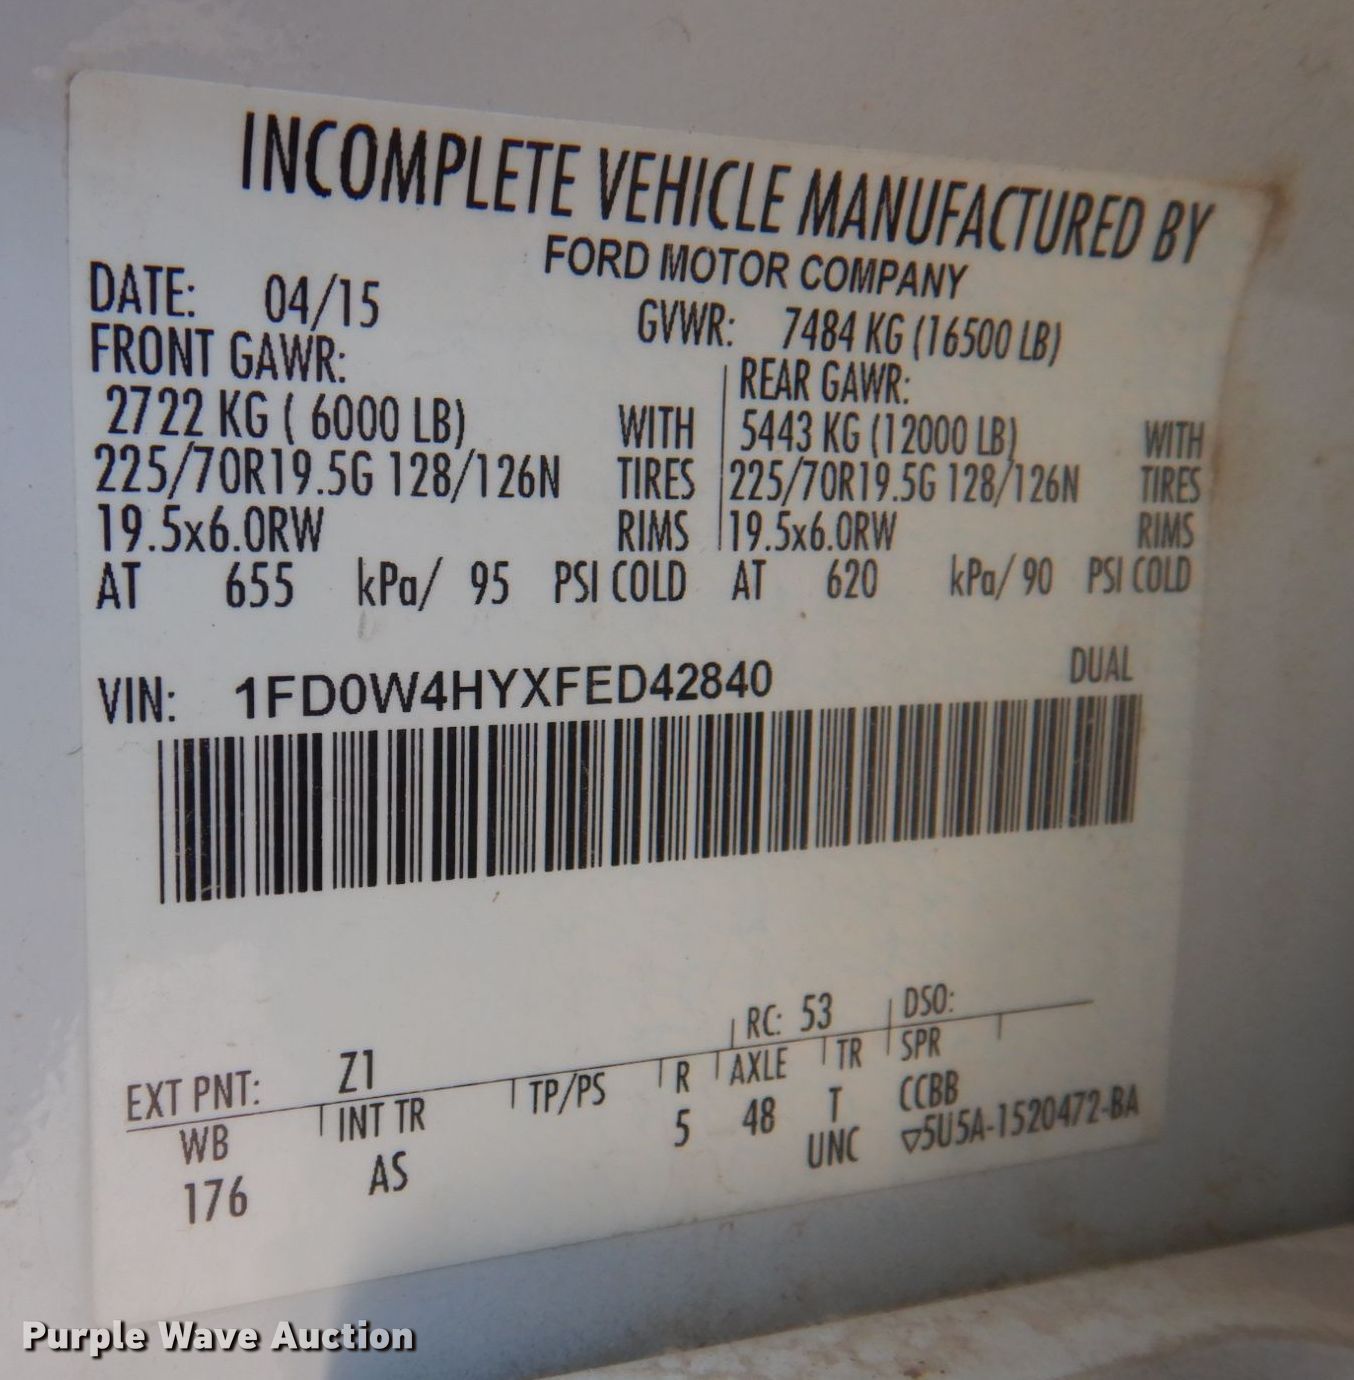 INCOMPLETE VEHICLE MANUFACTURED BY
FORD MOTOR COMPANY
DATE: 04/15 GVWR: 7484 KG (16500 LB)
FRONT GAWR: REAR GAWR:
2722 KG ( 6000 LB) WITH 5443 KG (12000 LB) WITH
225/70R19.5G 128/126N TIRES 225/70R19.5G 128/126N TIRES
19.5x6.0RW RIMS 19.5x6.0RW RIMS
AT 655 kPa/ 95 PSI COLD AT 620 kPa/ 90 PSI COLD
VIN: 1FD0W4HYXFED42840 DUAL
EXT PNT: Z1 RC: 53 DSO:
WB INT TR TP/PS R AXLE TR SPR
176 AS 5 48 T CCBB
UNC ▽5U5A-1520472-BA
Purple Wave Auction